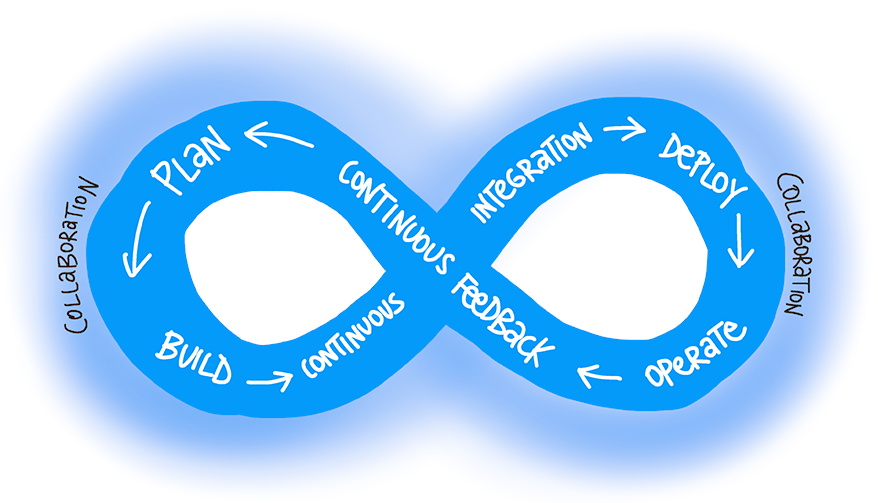 COLLABORATION
PLAN
BUILD
CONTINUOUS
INTEGRATION
DEPLOY
OPERATE
CONTINUOUS
FEEDBACK
COLLABORATION